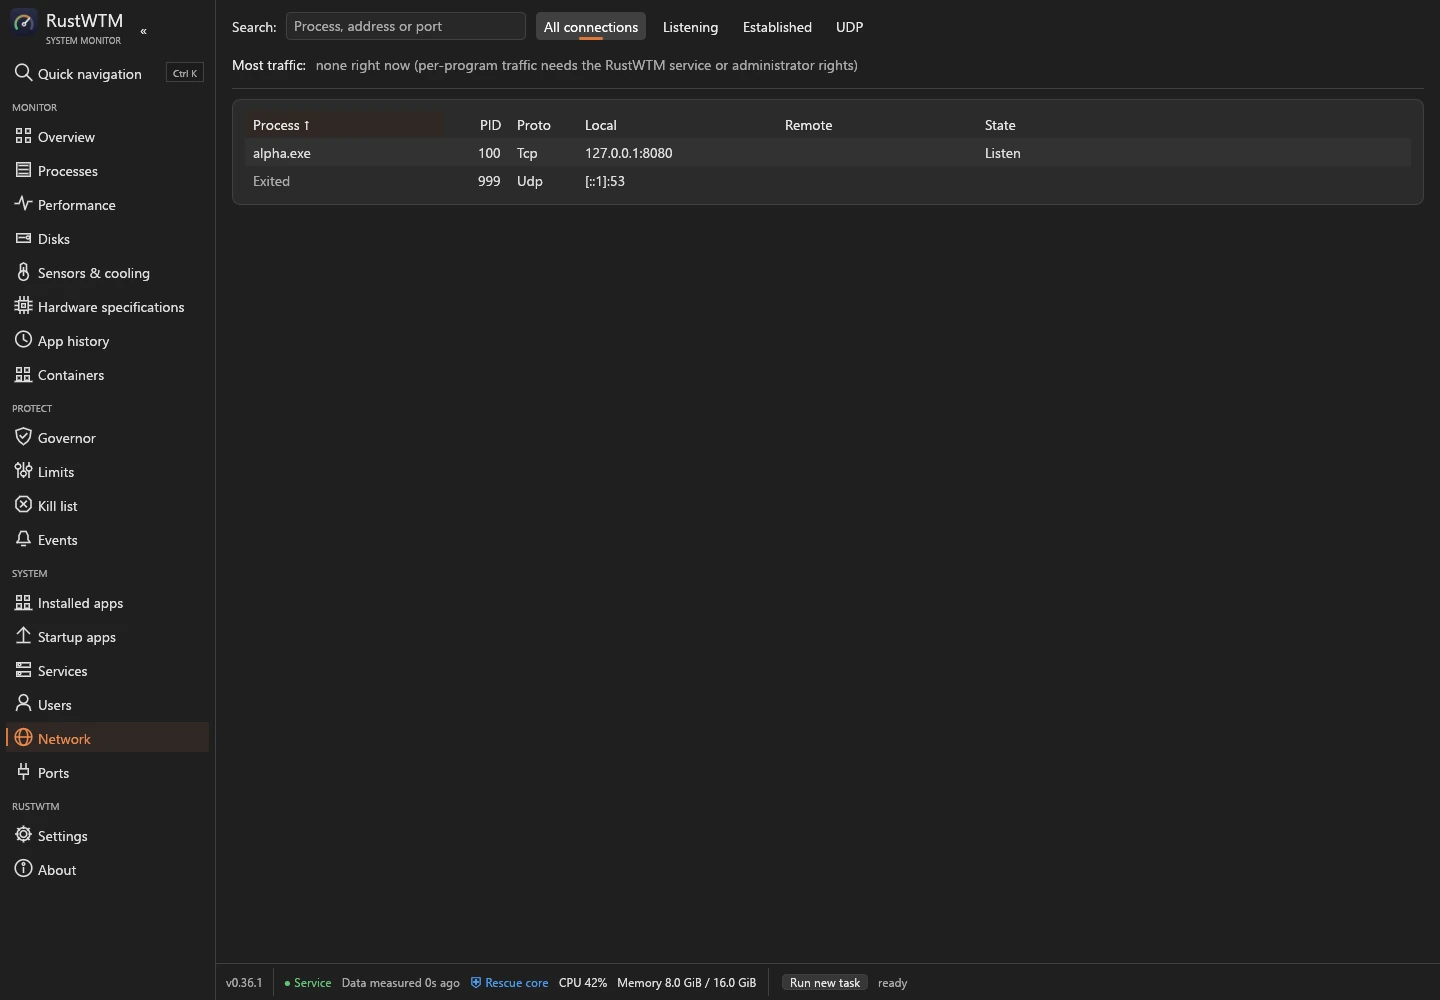 RustWTM
SYSTEM MONITOR
«
Quick navigation Ctrl K
MONITOR
Overview
Processes
Performance
Disks
Sensors & cooling
Hardware specifications
App history
Containers
PROTECT
Governor
Limits
Kill list
Events
SYSTEM
Installed apps
Startup apps
Services
Users
Network
Ports
RUSTWTM
Settings
About
Search: Process, address or port All connections Listening Established UDP
Most traffic: none right now (per-program traffic needs the RustWTM service or administrator rights)
Process ↑ PID Proto Local Remote State
alpha.exe 100 Tcp 127.0.0.1:8080 Listen
Exited 999 Udp [::1]:53
v0.36.1 ● Service Data measured 0s ago Rescue core CPU 42% Memory 8.0 GiB / 16.0 GiB Run new task ready